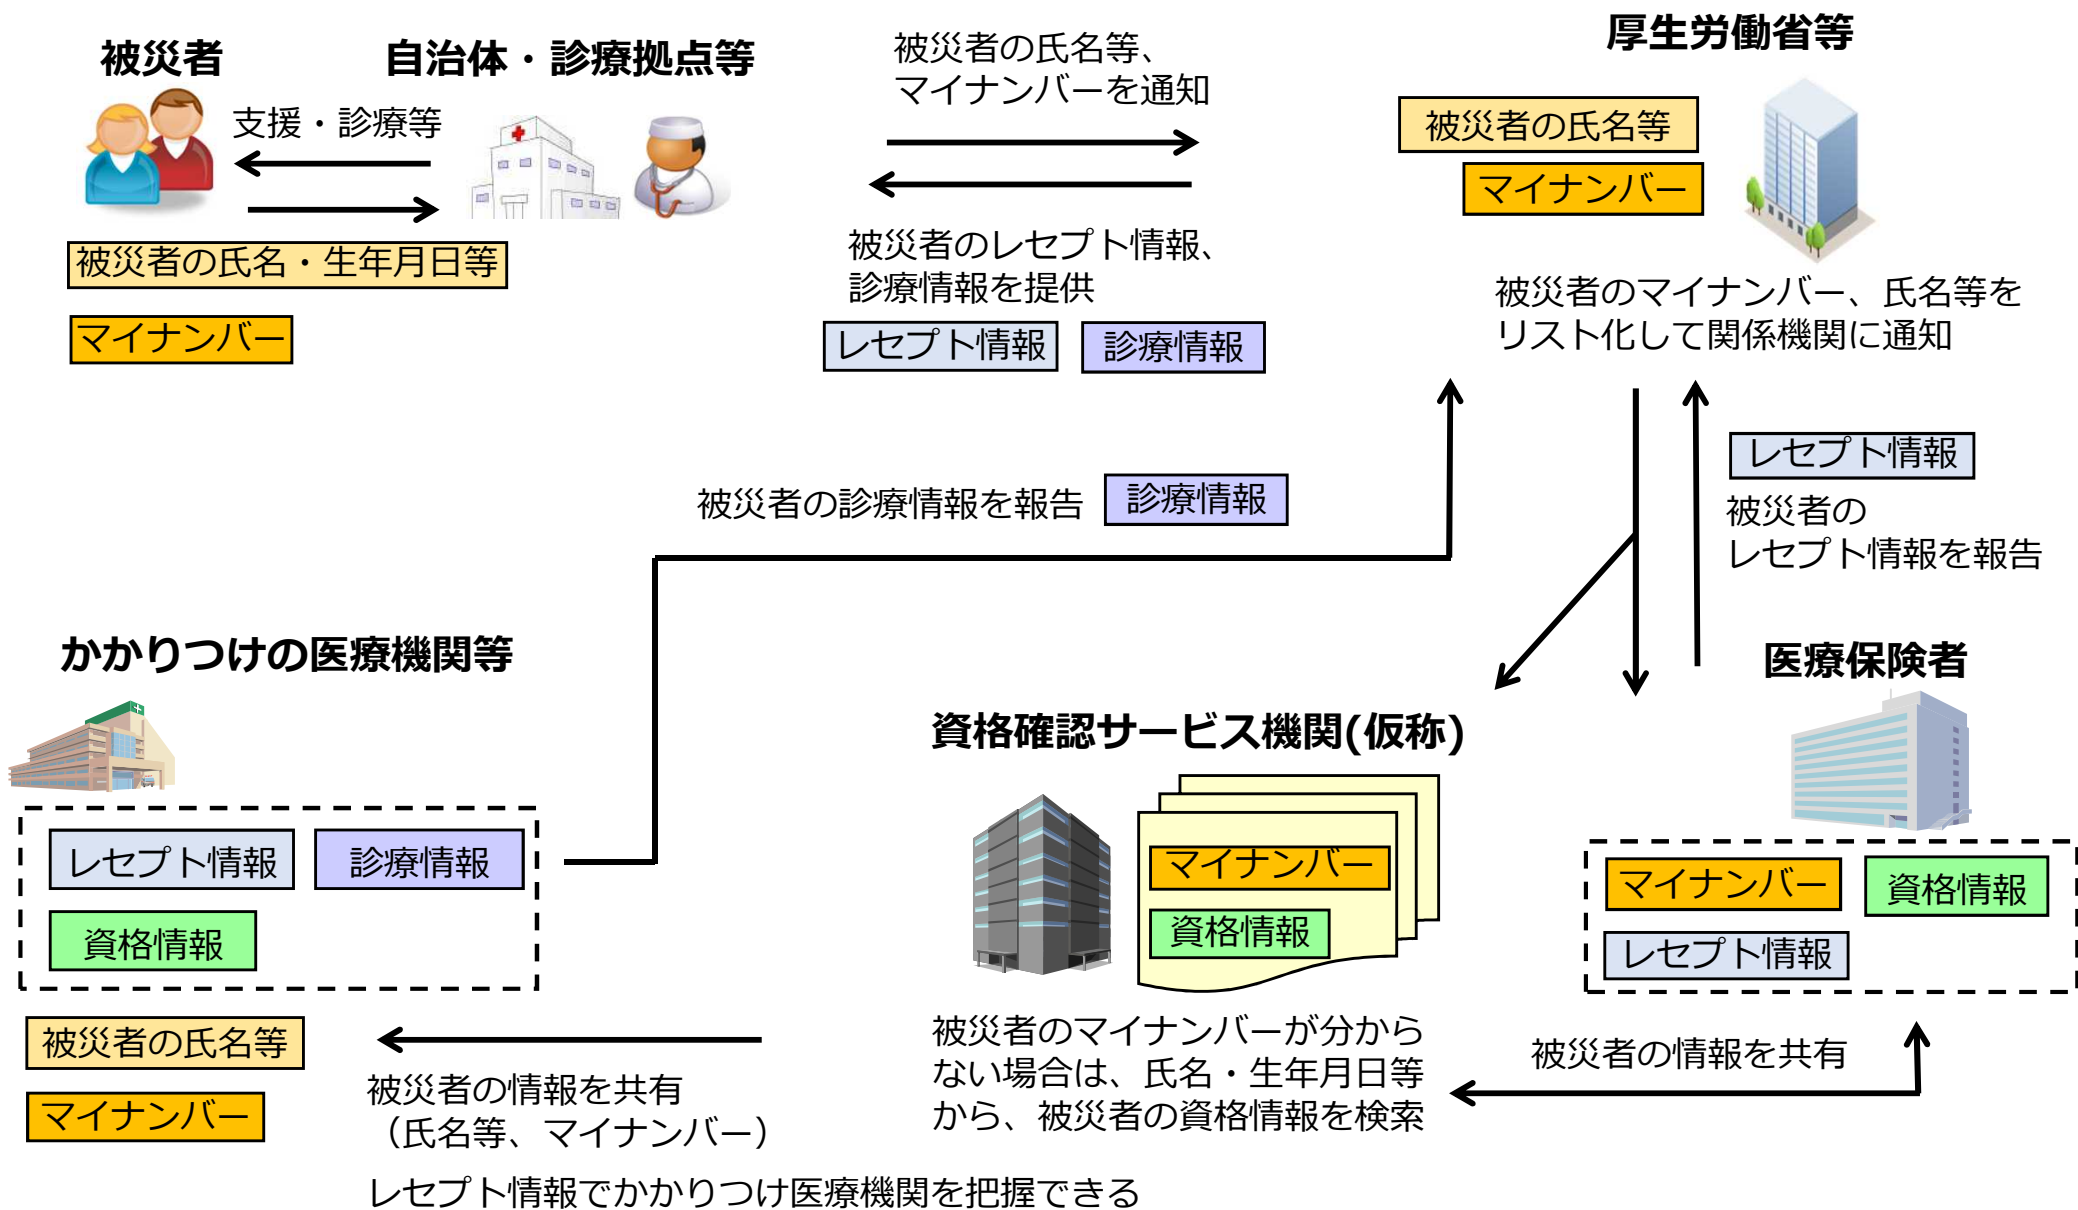 被災者
自治体・診療拠点等
支援・診療等
被災者の氏名・生年月日等
マイナンバー
被災者の氏名等、
マイナンバーを通知
被災者のレセプト情報、
診療情報を提供
レセプト情報
診療情報
厚生労働省等
被災者の氏名等
マイナンバー
被災者のマイナンバー、氏名等を
リスト化して関係機関に通知
レセプト情報
被災者の
レセプト情報を報告
被災者の診療情報を報告
診療情報
かかりつけの医療機関等
レセプト情報
診療情報
資格情報
被災者の氏名等
マイナンバー
被災者の情報を共有
（氏名等、マイナンバー）
レセプト情報でかかりつけ医療機関を把握できる
資格確認サービス機関(仮称)
マイナンバー
資格情報
被災者のマイナンバーが分から
ない場合は、氏名・生年月日等
から、被災者の資格情報を検索
医療保険者
マイナンバー
資格情報
レセプト情報
被災者の情報を共有